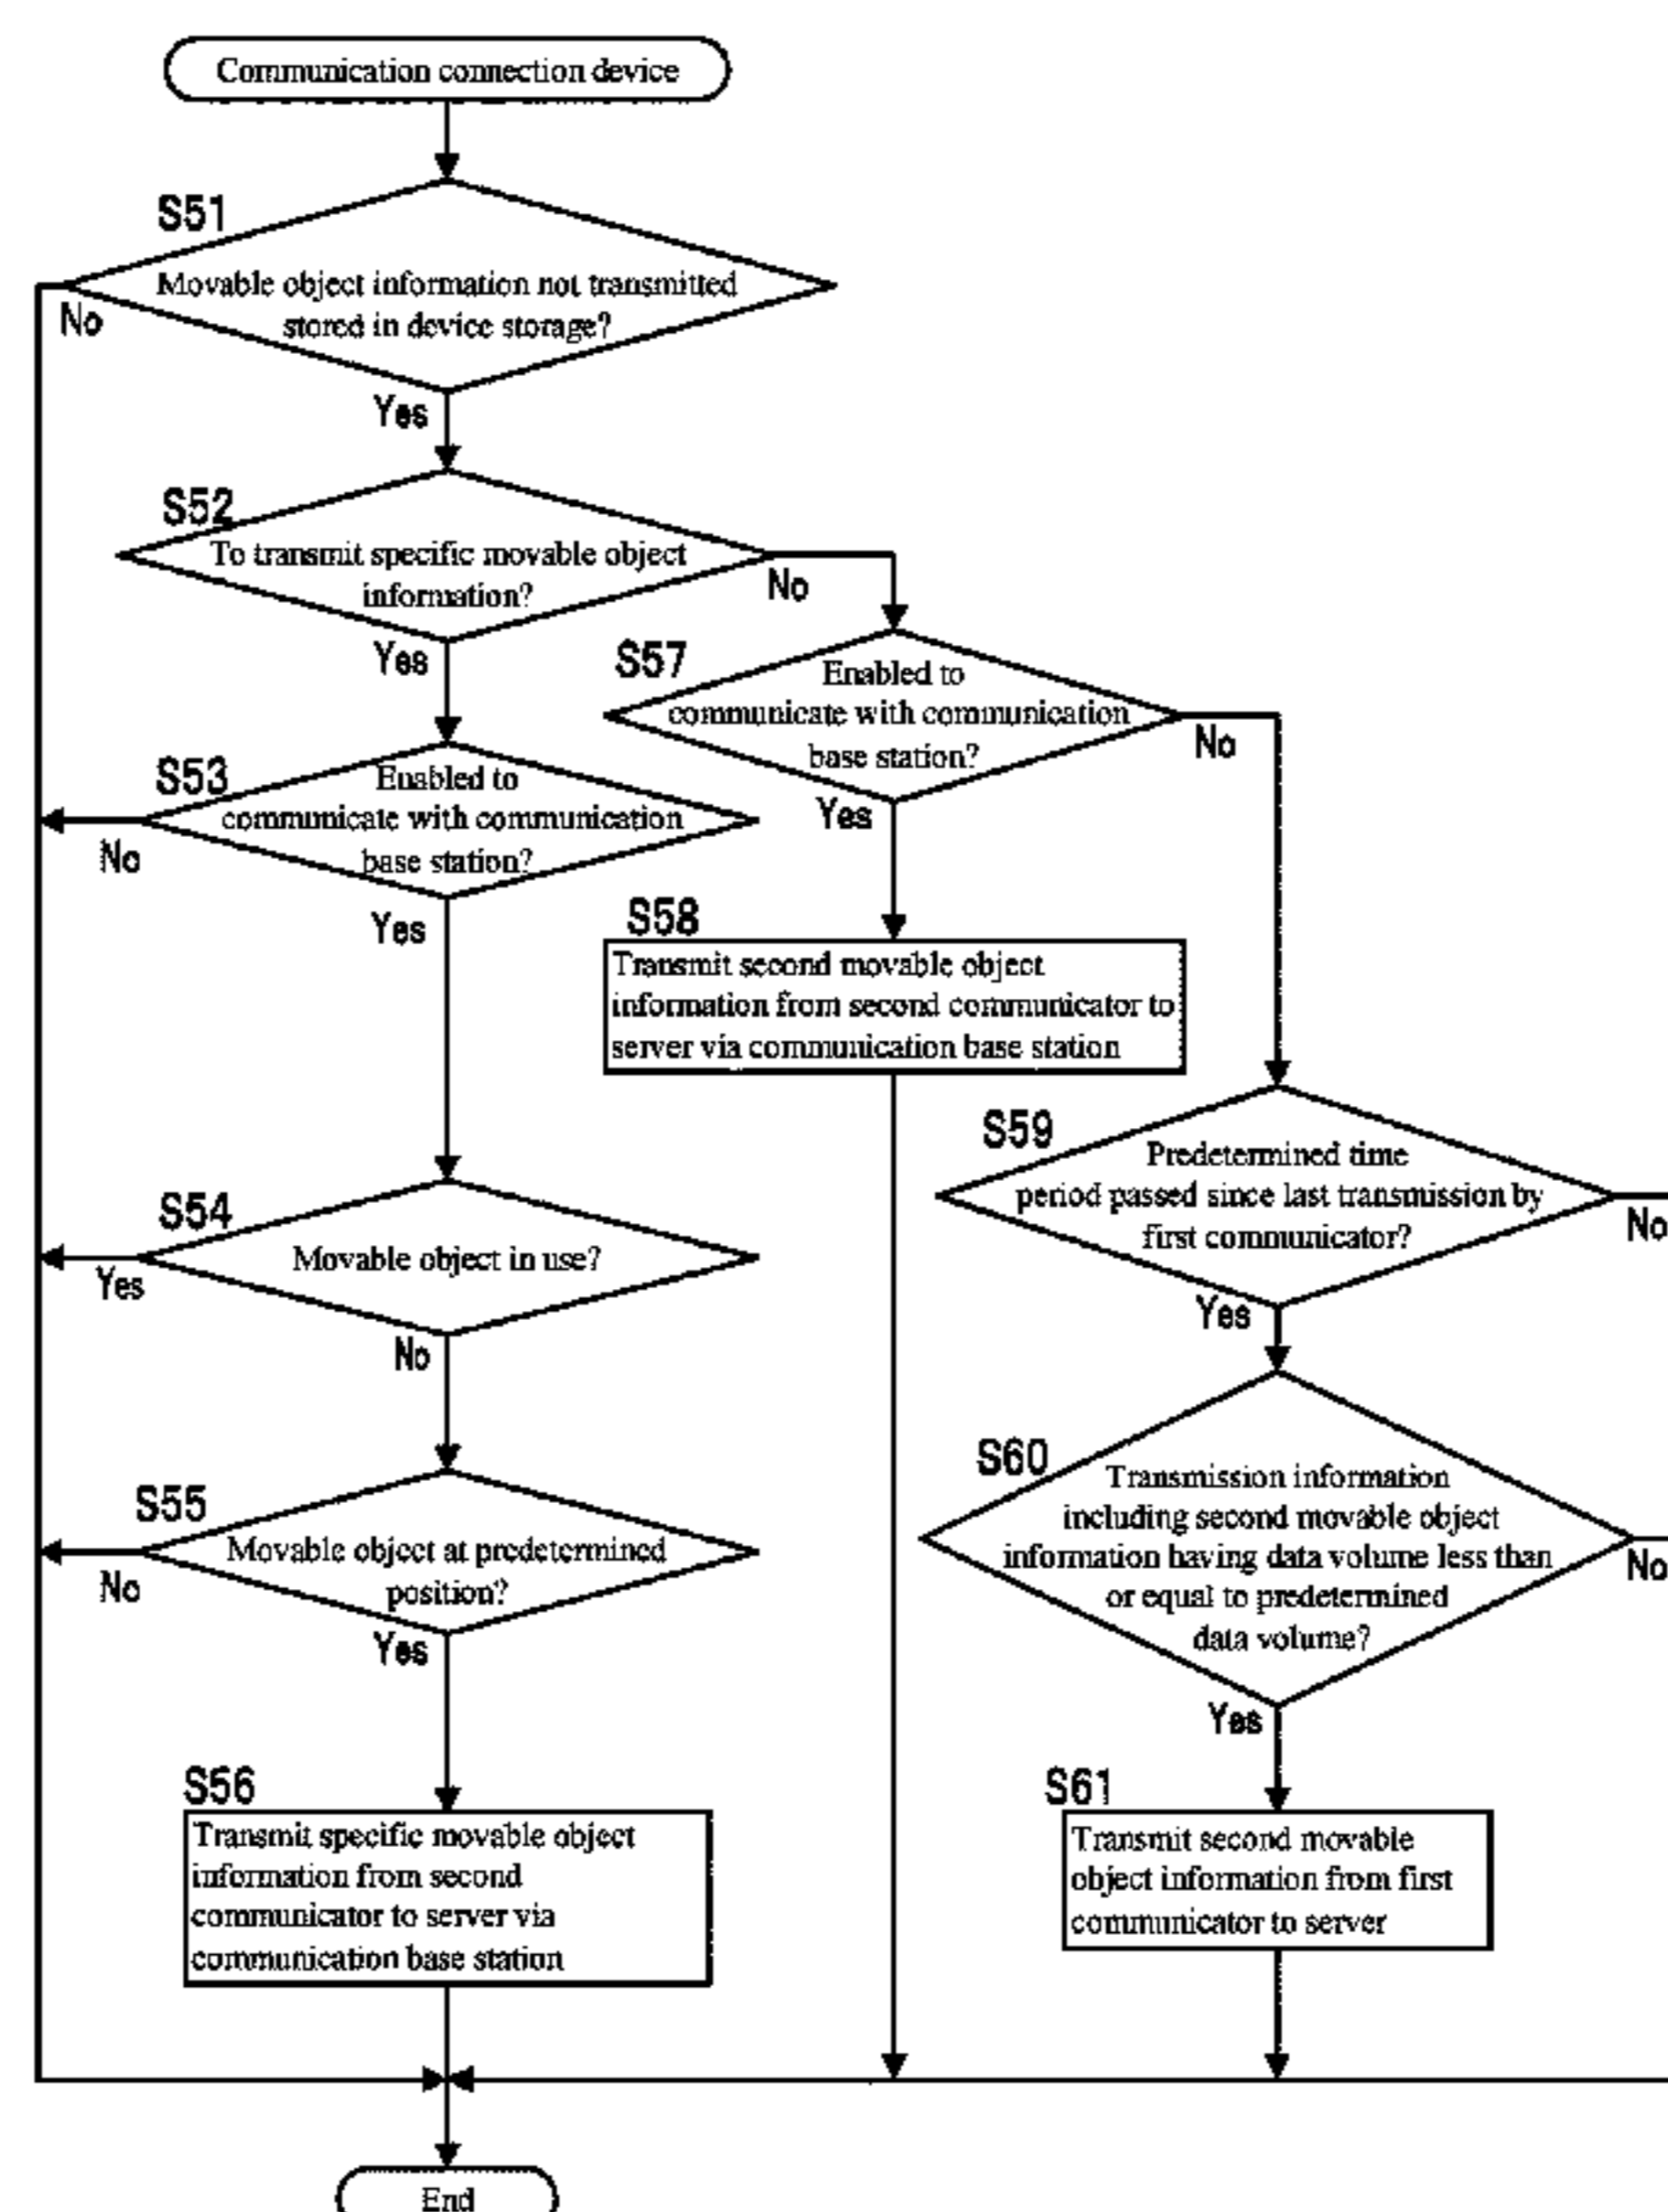 Communication connection device
S51
Movable object information not transmitted
stored in device storage?
No
Yes
S52
To transmit specific movable object
information?
No
Yes
S57
Enabled to
communicate with communication
base station?
No
Yes
S53
Enabled to
communicate with communication
base station?
No
Yes
S58
Transmit second movable object
information from second communicator to
server via communication base station
S59
Predetermined time
period passed since last transmission by
first communicator?
No
Yes
S54
Movable object in use?
Yes
No
S60
Transmission information
including second movable object
information having data volume less than
or equal to predetermined
data volume?
No
Yes
S55
Movable object at predetermined
position?
No
Yes
S56
Transmit specific movable object
information from second
communicator to server via
communication base station
S61
Transmit second movable
object information from first
communicator to server
End